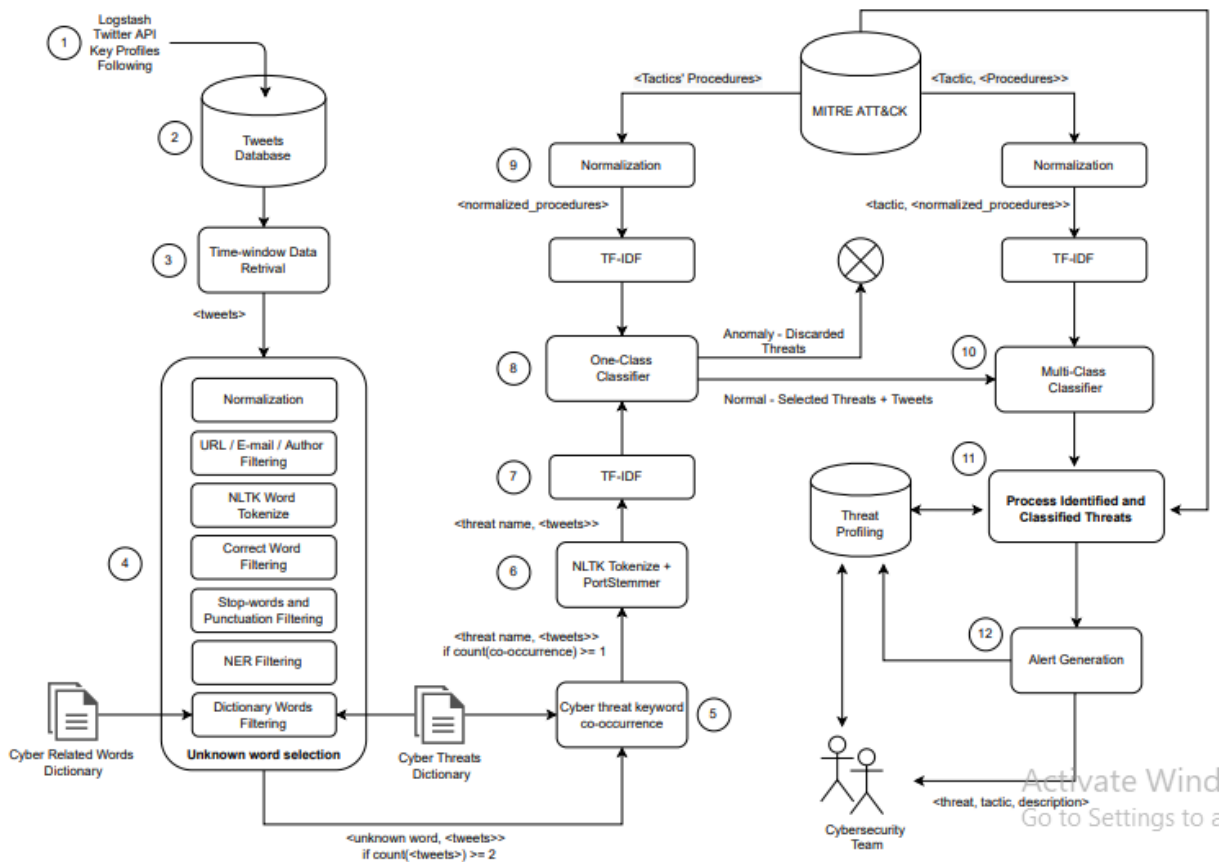 1
Logstash
Twitter API
Key Profiles
Following
2
Tweets
Database
3
Time-window Data
Retrival
<tweets>
4
Normalization
URL / E-mail / Author
Filtering
NLTK Word
Tokenize
Correct Word
Filtering
Stop-words and
Punctuation Filtering
NER Filtering
Dictionary Words
Filtering
Unknown word selection
Cyber Related Words
Dictionary
Cyber Threats
Dictionary
<unknown word, <tweets>>
if count(<tweets>) >= 2
Cyber threat keyword
co-occurrence
5
<threat name, <tweets>>
if count(co-occurrence) >= 1
6
NLTK Tokenize +
PortStemmer
<threat name, <tweets>>
7
TF-IDF
8
One-Class
Classifier
TF-IDF
<normalized_procedures>
9
Normalization
<Tactics' Procedures>
MITRE ATT&CK
<Tactic, <Procedures>>
Normalization
<tactic, <normalized_procedures>>
TF-IDF
Anomaly - Discarded
Threats
Normal - Selected Threats + Tweets
10
Multi-Class
Classifier
11
Process Identified and
Classified Threats
Threat
Profiling
12
Alert Generation
<threat, tactic, description>
Cybersecurity
Team
Activate Wind
Go to Settings to a